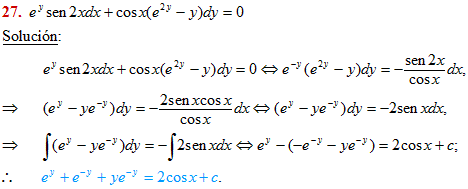 27. e^y sen 2xdx + cos x(e^{2y} − y)dy = 0
Solución:
e^y sen 2xdx + cos x(e^{2y} − y)dy = 0 ⇔ e^{−y}(e^{2y} − y)dy = −\frac{sen 2x}{cos x}dx,
⇒ (e^y − ye^{−y})dy = −\frac{2sen x cos x}{cos x}dx ⇔ (e^y − ye^{−y})dy = −2sen xdx,
⇒ ∫(e^y − ye^{−y})dy = −∫2sen xdx ⇔ e^y − (−e^{−y} − ye^{−y}) = 2cos x + c;
∴ e^y + e^{−y} + ye^{−y} = 2cos x + c.